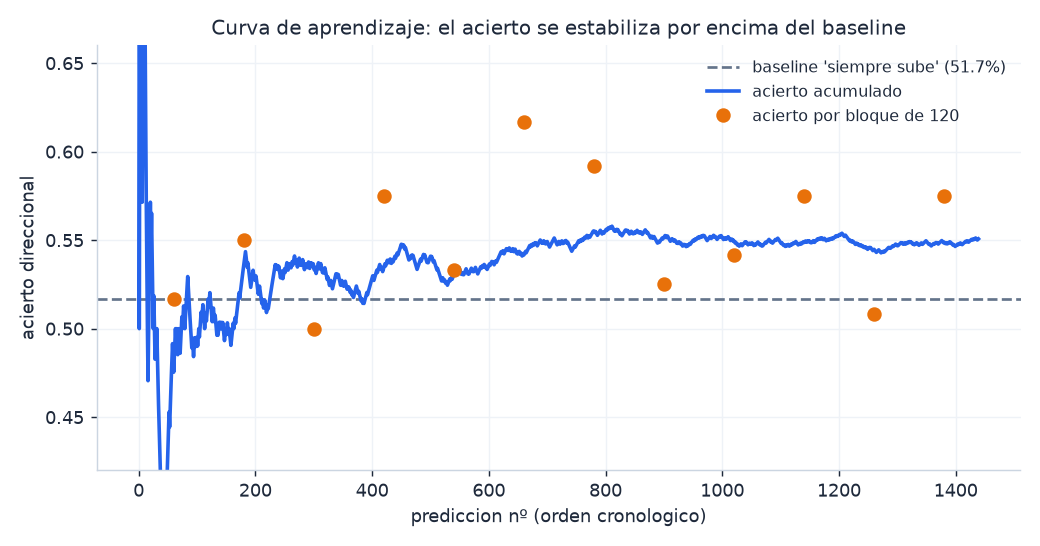 Curva de aprendizaje: el acierto se estabiliza por encima del baseline
baseline 'siempre sube' (51.7%)
acierto acumulado
acierto por bloque de 120
acierto direccional
0.65
0.60
0.55
0.50
0.45
0 200 400 600 800 1000 1200 1400
prediccion nº (orden cronologico)